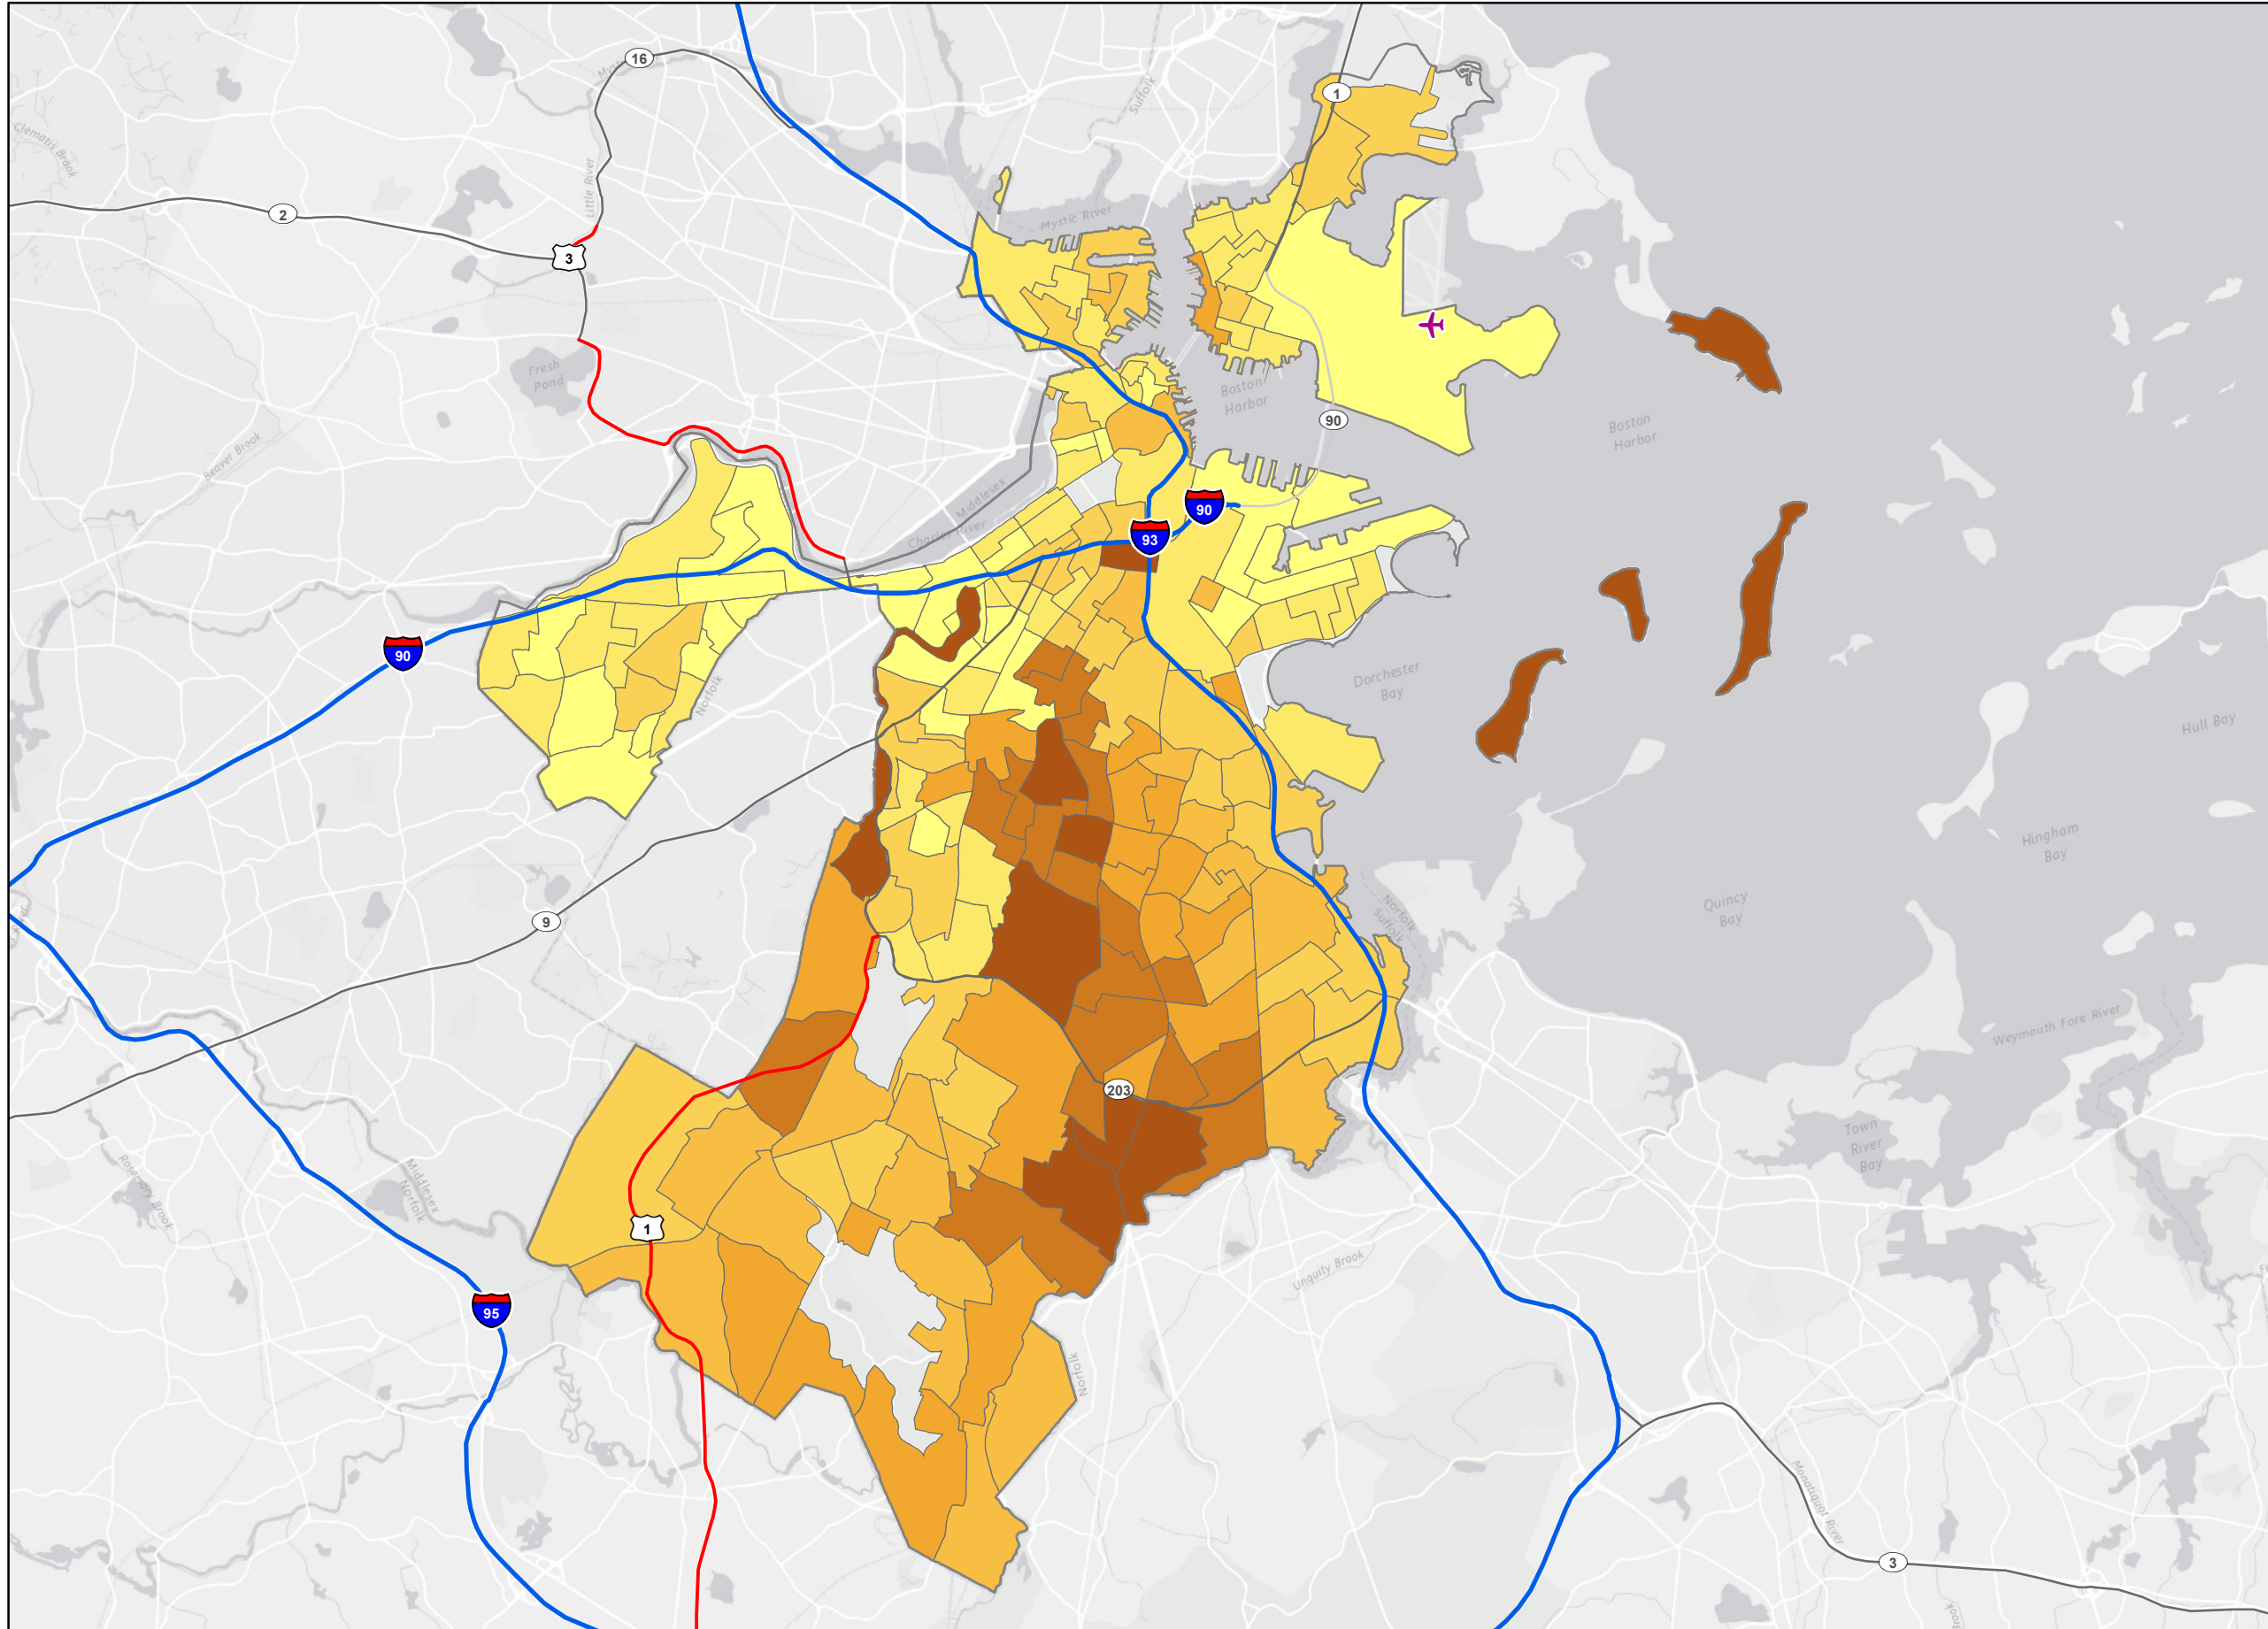 16
1
Suffolk
Clematis Brook
Little River
2
Mystic River
3
Fresh
Pond
Boston
Harbor
90
Boston
Harbor
Beaver Brook
Middlesex
Charles River
90
93
90
Norfolk
Dorchester
Bay
Hull Bay
Hingham
Bay
Quincy
Bay
Norfolk
Suffolk
9
Weymouth Fore River
203
Town
River
Bay
Rosemary Brook
Middlesex
Norfolk
1
Unquity Brook
95
Norfolk
Monatiquot River
3